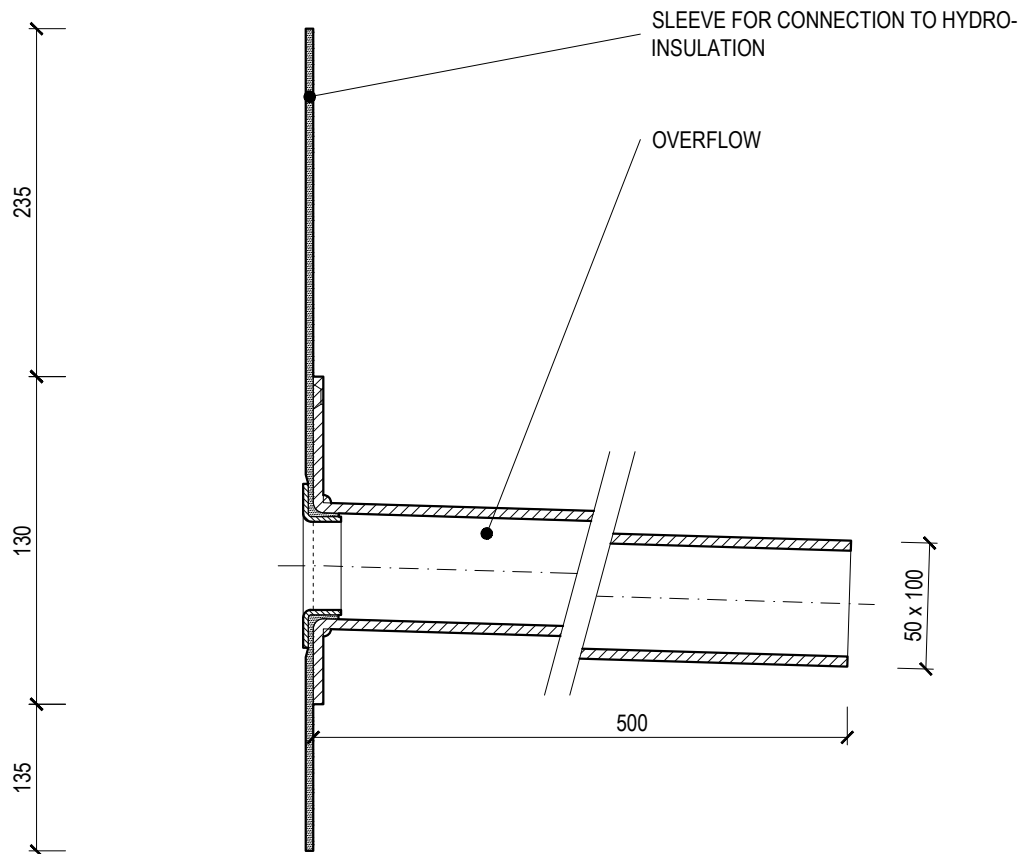 SLEEVE FOR CONNECTION TO HYDRO-
INSULATION
OVERFLOW
235
130
50 x 100
500
135